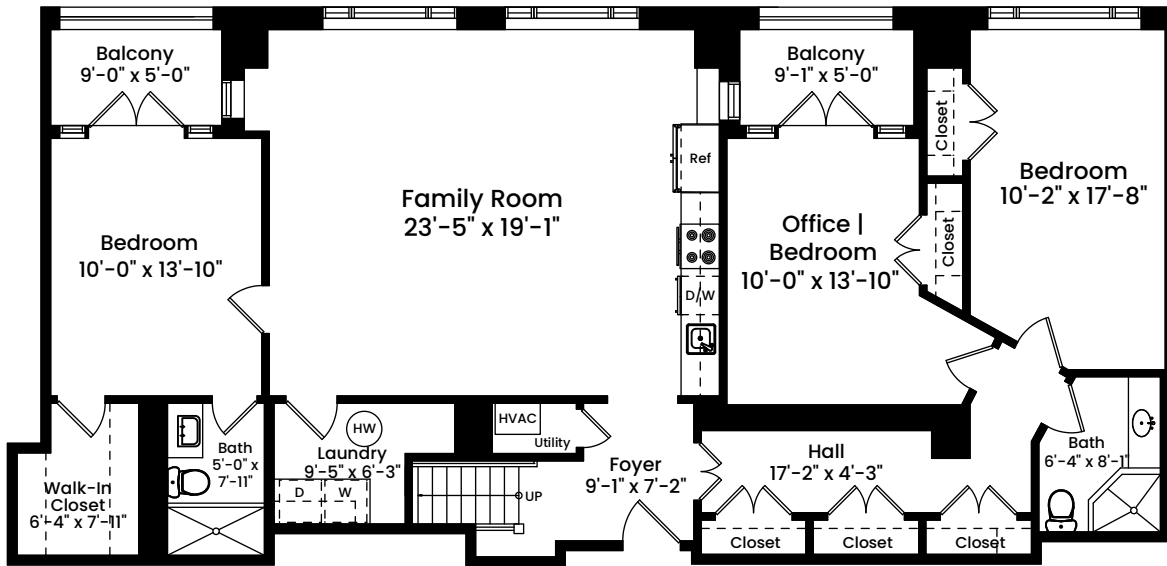 Balcony
9'-0" x 5'-0"
Balcony
9'-1" x 5'-0"
Closet
Ref
Bedroom
10'-2" x 17'-8"
Family Room
23'-5" x 19'-1"
Office |
Bedroom
10'-0" x 13'-10"
Closet
Bedroom
10'-0" x 13'-10"
D/W
HVAC
HW
Utility
Bath
5'-0" x
7'-11"
Laundry
9'-5" x 6'-3"
Foyer
9'-1" x 7'-2"
Hall
17'-2" x 4'-3"
Bath
6'-4" x 8'-1"
Walk-In
Closet
6'-4" x 7'-11"
D
W
UP
Closet
Closet
Closet